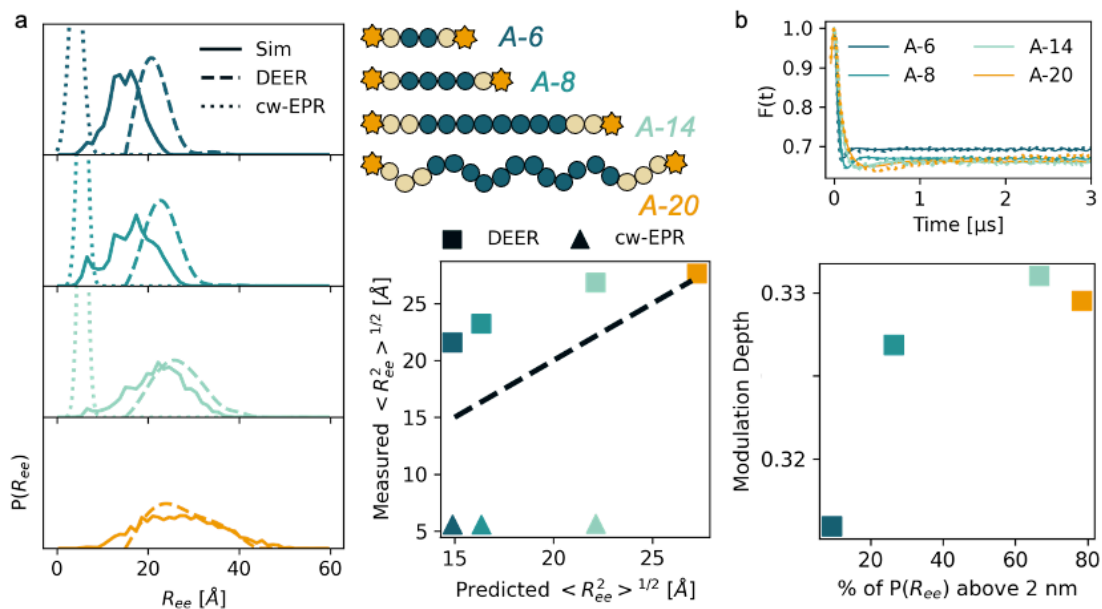 a
Sim
DEER
cw-EPR
P(R_ee)
0 20 40 60
R_ee [Å]
A-6
A-8
A-14
A-20
DEER cw-EPR
Measured < R²_ee > ^1/2 [Å]
25
20
15
10
5
15 20 25
Predicted < R²_ee > ^1/2 [Å]
b
A-6 A-14
A-8 A-20
F(t)
1.0
0.9
0.8
0.7
0 1 2 3
Time [μs]
Modulation Depth
0.33
0.32
20 40 60 80
% of P(R_ee) above 2 nm